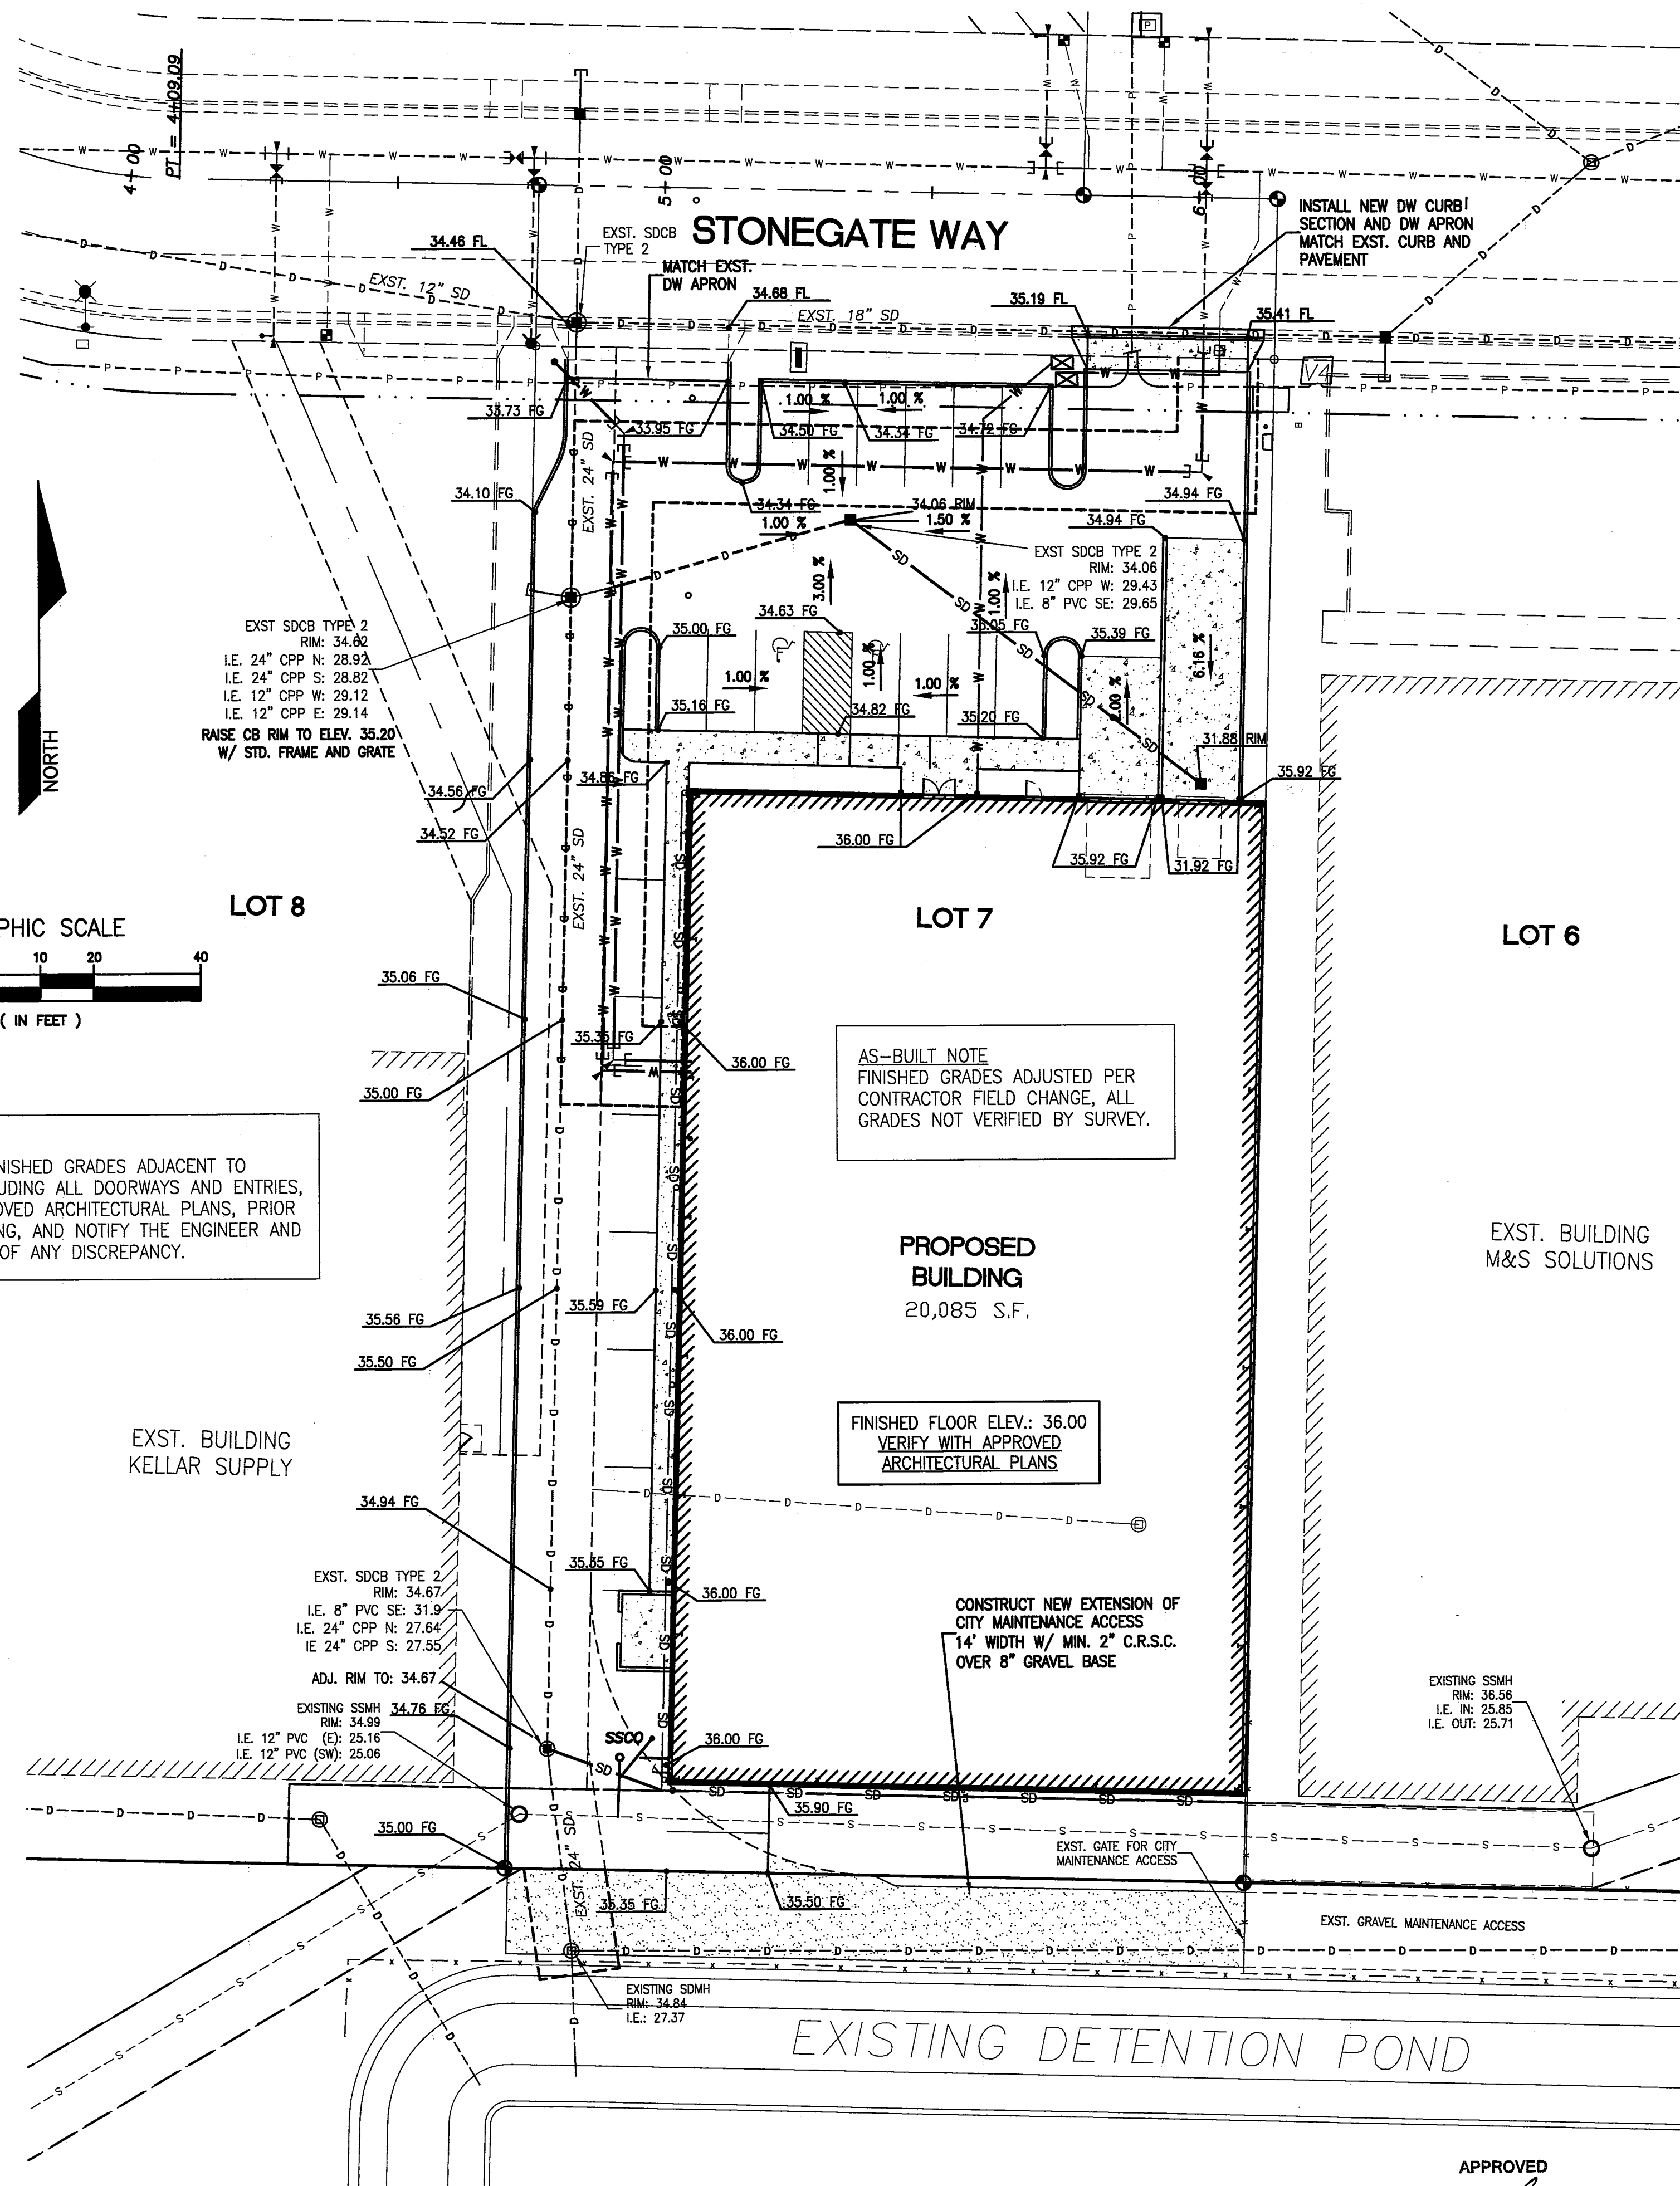 PT = 4+09.09
4+00
5+00
6+00
STONEGATE WAY
34.46 FL
EXST. SDCB
TYPE 2
MATCH EXST.
DW APRON
INSTALL NEW DW CURB
SECTION AND DW APRON
MATCH EXST. CURB AND
PAVEMENT
EXST. 12" SD
34.68 FL
EXST. 18" SD
35.19 FL
35.41 FL
V4
33.73 FG
33.95 FG
1.00 %
1.00 %
34.50 FG
34.34 FG
34.72 FG
EXST. 24" SD
1.00 %
34.10 FG
34.34 FG
34.06 RIM
34.94 FG
1.00 %
1.50 %
34.94 FG
EXST SDCB TYPE 2
RIM: 34.06
I.E. 12" CPP W: 29.43
I.E. 8" PVC SE: 29.65
3.00 %
1.00 %
EXST SDCB TYPE 2
RIM: 34.62
I.E. 24" CPP N: 28.92
I.E. 24" CPP S: 28.82
I.E. 12" CPP W: 29.12
I.E. 12" CPP E: 29.14
RAISE CB RIM TO ELEV. 35.20
W/ STD. FRAME AND GRATE
34.63 FG
35.00 FG
35.39 FG
6.16 %
1.00 %
1.00 %
1.00 %
2.00 %
35.16 FG
34.82 FG
35.20 FG
31.88 RIM
NORTH
34.56 FG
34.86 FG
35.92 FG
34.52 FG
36.00 FG
35.92 FG
31.92 FG
EXST. 24" SD
LOT 8
LOT 7
LOT 6
PHIC SCALE
10 20 40
( IN FEET )
35.06 FG
35.35 FG
36.00 FG
35.00 FG
AS-BUILT NOTE
FINISHED GRADES ADJUSTED PER
CONTRACTOR FIELD CHANGE, ALL
GRADES NOT VERIFIED BY SURVEY.
NISHED GRADES ADJACENT TO
UDING ALL DOORWAYS AND ENTRIES,
OVED ARCHITECTURAL PLANS, PRIOR
NG, AND NOTIFY THE ENGINEER AND
OF ANY DISCREPANCY.
PROPOSED
BUILDING
20,085 S.F.
EXST. BUILDING
M&S SOLUTIONS
35.56 FG
35.59 FG
36.00 FG
35.50 FG
EXST. BUILDING
KELLAR SUPPLY
FINISHED FLOOR ELEV.: 36.00
VERIFY WITH APPROVED
ARCHITECTURAL PLANS
34.94 FG
35.35 FG
36.00 FG
EXST. SDCB TYPE 2
RIM: 34.67
I.E. 8" PVC SE: 31.9
I.E. 24" CPP N: 27.64
IE 24" CPP S: 27.55
ADJ. RIM TO: 34.67
CONSTRUCT NEW EXTENSION OF
CITY MAINTENANCE ACCESS
14' WIDTH W/ MIN. 2" C.R.S.C.
OVER 8" GRAVEL BASE
EXISTING SSMH
RIM: 36.56
I.E. IN: 25.85
I.E. OUT: 25.71
EXISTING SSMH
RIM: 34.99
I.E. 12" PVC (E): 25.16
I.E. 12" PVC (SW): 25.06
34.76 FG
SSCO
36.00 FG
35.90 FG
35.00 FG
EXST. GATE FOR CITY
MAINTENANCE ACCESS
EXST. 24" SD
35.35 FG
35.50 FG
EXST. GRAVEL MAINTENANCE ACCESS
EXISTING SDMH
RIM: 34.84
I.E.: 27.37
EXISTING DETENTION POND
APPROVED